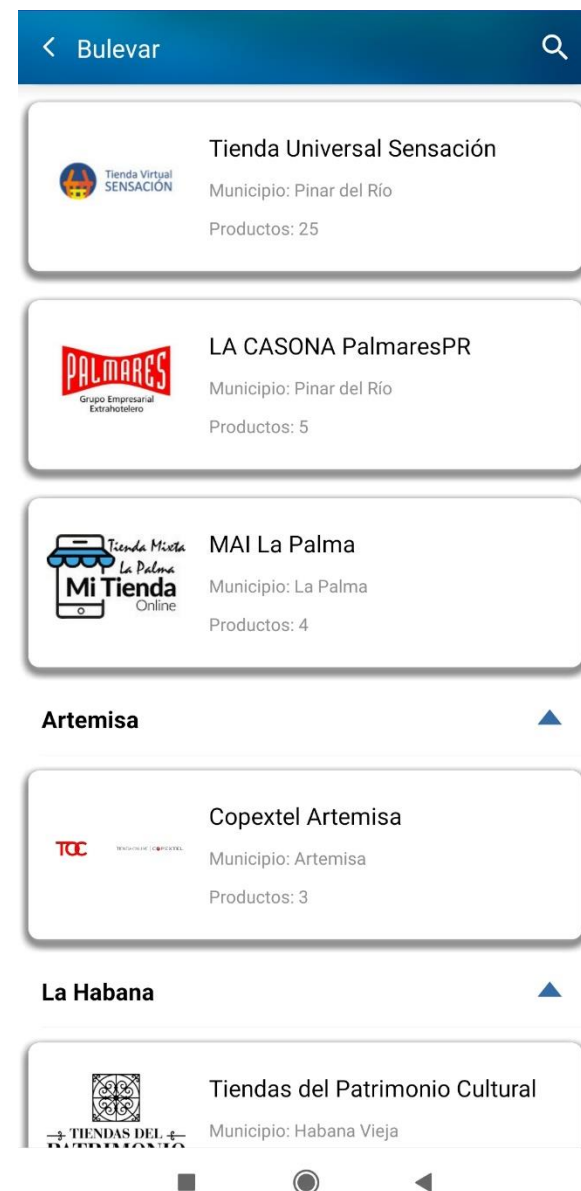 Bulevar
Tienda Virtual
SENSACIÓN
Tienda Universal Sensación
Municipio: Pinar del Río
Productos: 25
PALMARES
Grupo Empresarial
Extrahotelero
LA CASONA PalmaresPR
Municipio: Pinar del Río
Productos: 5
Tienda Mixta
La Palma
Mi Tienda
Online
MAI La Palma
Municipio: La Palma
Productos: 4
Artemisa
TOC
Copextel Artemisa
Municipio: Artemisa
Productos: 3
La Habana
TIENDAS DEL
PATRIMONIO
Tiendas del Patrimonio Cultural
Municipio: Habana Vieja